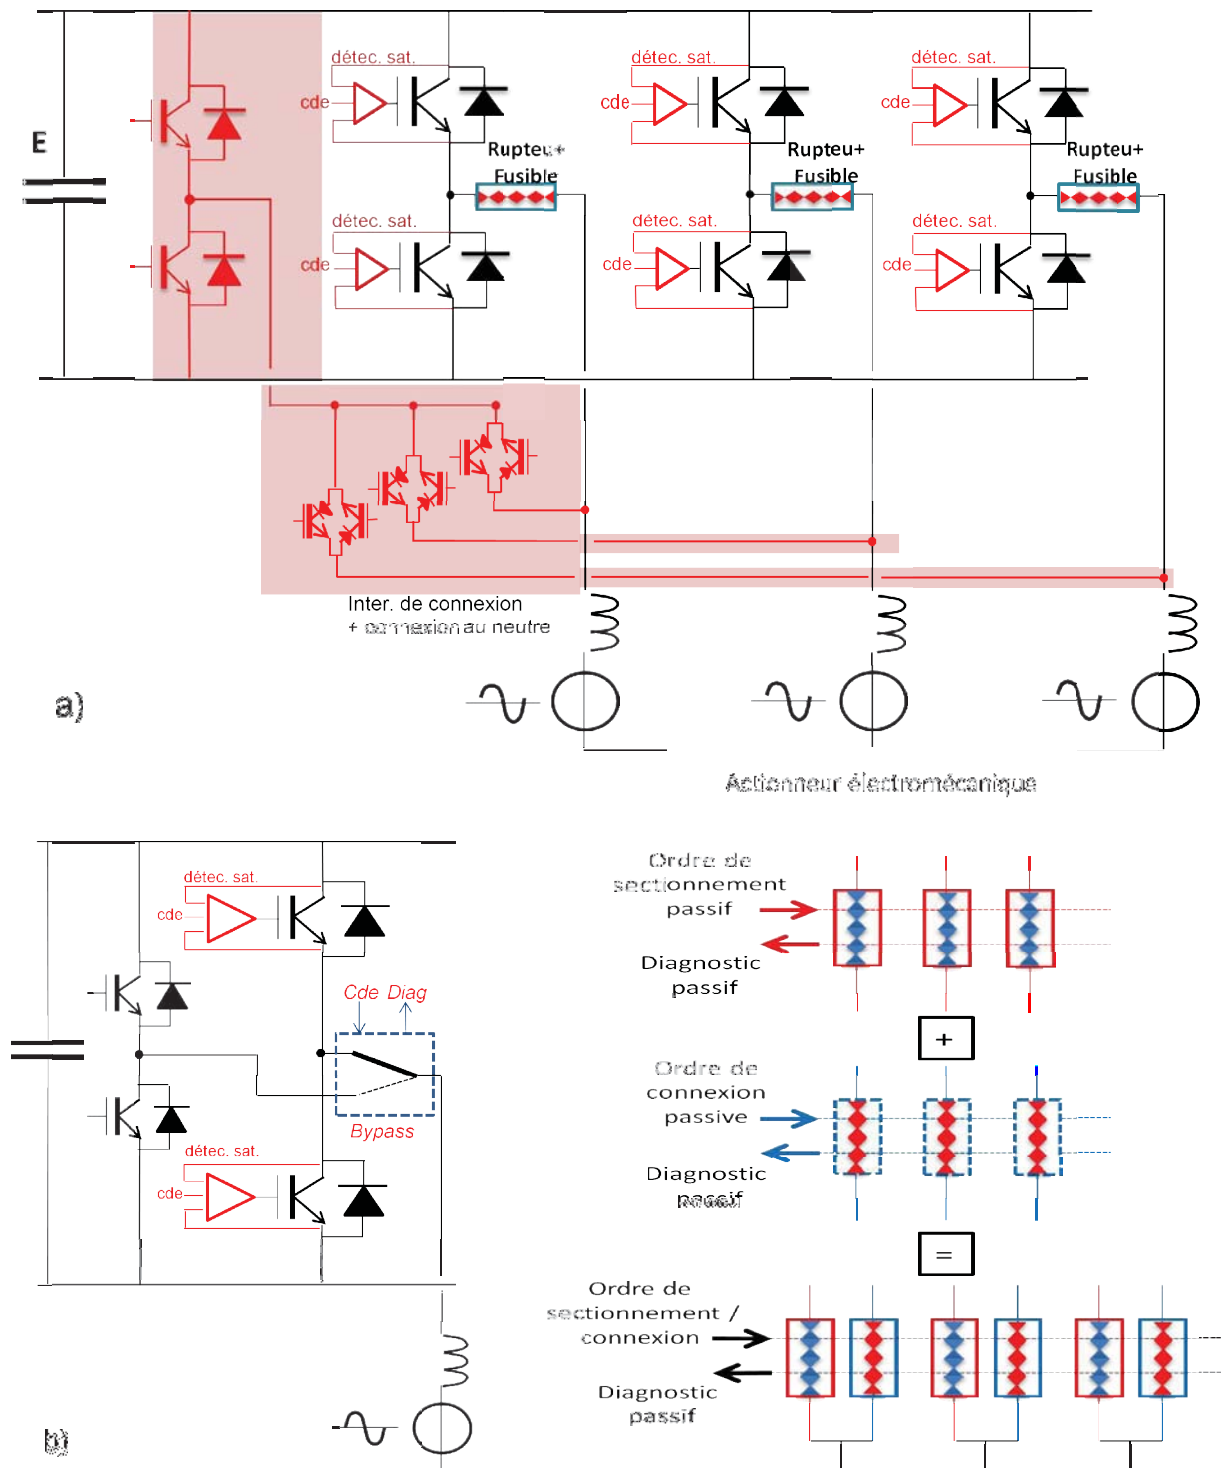 détec. sat.
détec. sat.
détec. sat.
cde
cde
cde
E
Rupteu+
Fusible
Rupteu+
Fusible
Rupteu+
Fusible
détec. sat.
détec. sat.
détec. sat.
cde
cde
cde
Inter. de connexion
+ connexion au neutre
a)
Actionneur électromécanique
détec. sat.
cde
Cde Diag
Bypass
détec. sat.
cde
b)
Ordre de
sectionnement
passif
Diagnostic
passif
+
Ordre de
connexion
passive
Diagnostic
passif
=
Ordre de
sectionnement /
connexion
Diagnostic
passif